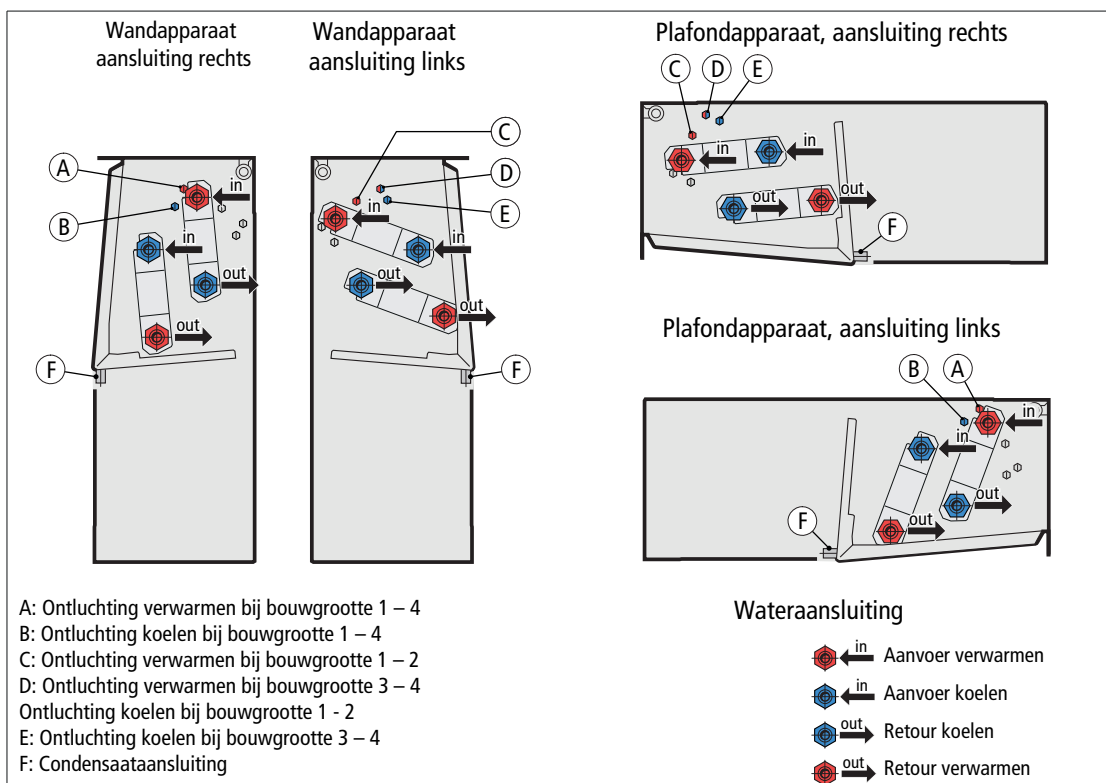 Wandapparaat
aansluiting rechts
Wandapparaat
aansluiting links
Plafondapparaat, aansluiting rechts
C
D
E
A
B
in
in
out
out
F
C
D
E
in
in
out
out
F
in
in
out
out
F
Plafondapparaat, aansluiting links
B
A
in
in
out
out
F
A: Ontluchting verwarmen bij bouwgrootte 1 – 4
B: Ontluchting koelen bij bouwgrootte 1 – 4
C: Ontluchting verwarmen bij bouwgrootte 1 – 2
D: Ontluchting verwarmen bij bouwgrootte 3 – 4
Ontluchting koelen bij bouwgrootte 1 - 2
E: Ontluchting koelen bij bouwgrootte 3 – 4
F: Condensaataansluiting
Wateraansluiting
in Aanvoer verwarmen
in Aanvoer koelen
out Retour koelen
out Retour verwarmen